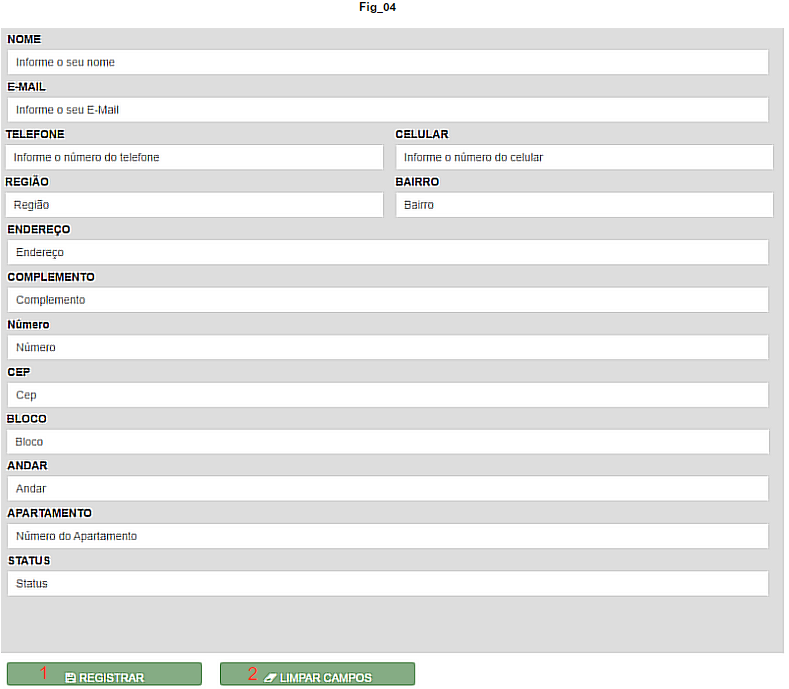 Fig_04
NOME
Informe o seu nome
E-MAIL
Informe o seu E-Mail
TELEFONE CELULAR
Informe o número do telefone Informe o número do celular
REGIÃO BAIRRO
Região Bairro
ENDEREÇO
Endereço
COMPLEMENTO
Complemento
Número
Número
CEP
Cep
BLOCO
Bloco
ANDAR
Andar
APARTAMENTO
Número do Apartamento
STATUS
Status
1 REGISTRAR 2 LIMPAR CAMPOS